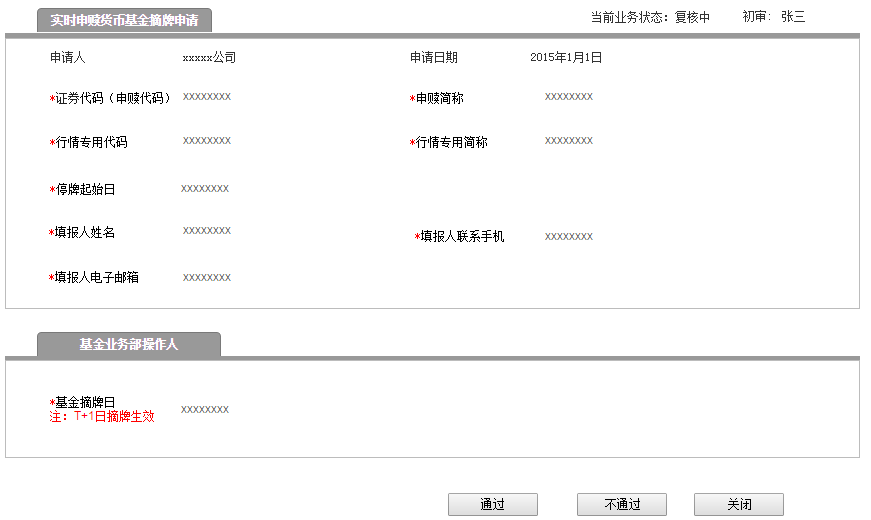 实时申赎货币基金摘牌申请 当前业务状态：复核中 初审： 张三
申请人 xxxxx公司 申请日期 2015年1月1日
*证券代码（申赎代码） XXXXXXXX *申赎简称 XXXXXXXX
*行情专用代码 XXXXXXXX *行情专用简称 XXXXXXXX
*停牌起始日 XXXXXXXX
*填报人姓名 XXXXXXXX *填报人联系手机 XXXXXXXX
*填报人电子邮箱 XXXXXXXX
基金业务部操作人
*基金摘牌日 XXXXXXXX
注：T+1日摘牌生效
通过 不通过 关闭